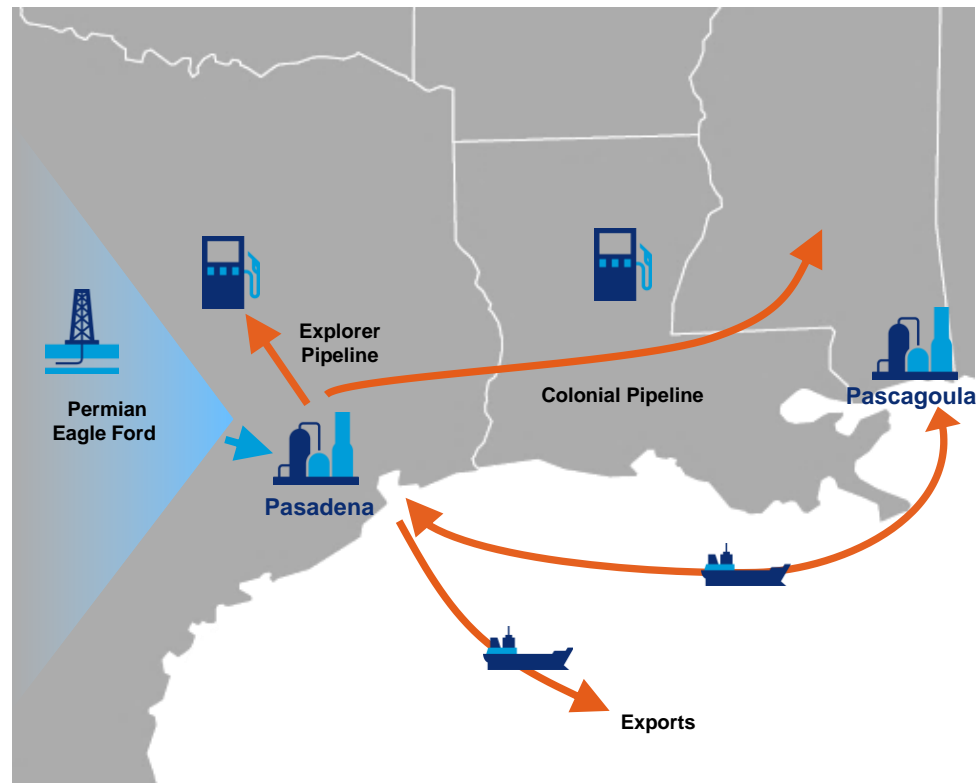 Explorer
Pipeline
Permian
Eagle Ford
Colonial Pipeline
Pascagoula
Pasadena
Exports